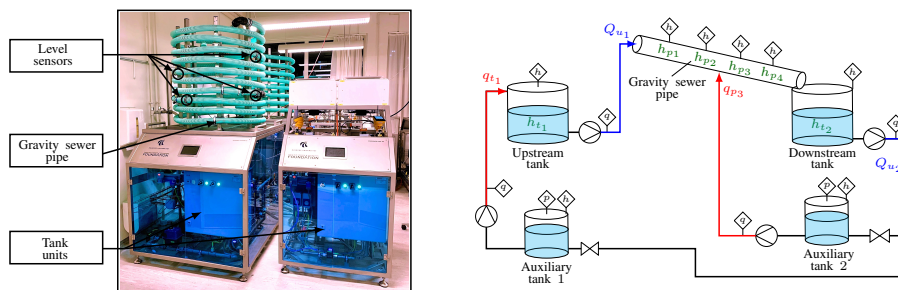 Level
sensors
Gravity sewer
pipe
Tank
units
FOUNDATION
Q_{u_1}
h
h
h
h
h_{p1}
h_{p2}
h_{p3}
h_{p4}
Gravity sewer
pipe
q_{t_1}
h
h
q_{p_3}
q
q
h_{t_1}
h_{t_2}
Upstream
tank
Downstream
tank
Q_{u_2}
q
p
h
q
p
h
Auxiliary
tank 1
Auxiliary
tank 2